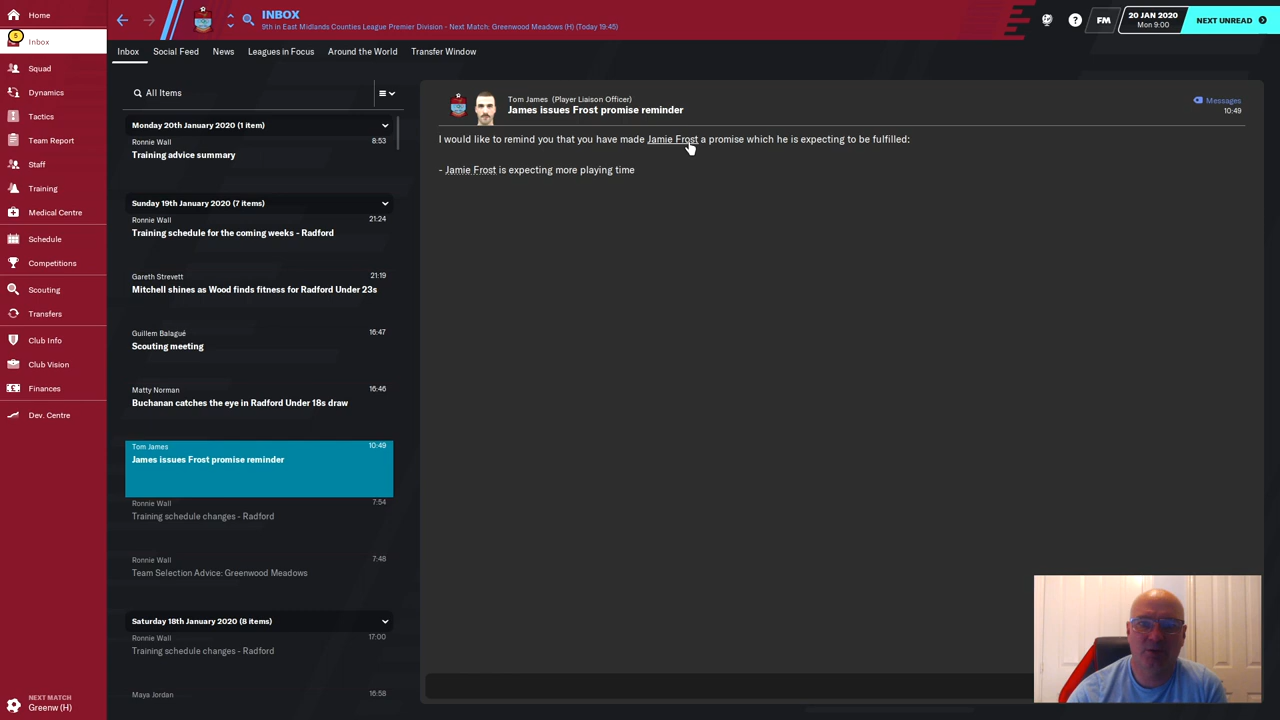 Home
Inbox
5
Squad
Dynamics
Tactics
Team Report
Staff
Training
Medical Centre
Schedule
Competitions
Scouting
Transfers
Club Info
Club Vision
Finances
Dev. Centre
NEXT MATCH
Greenw (H)
INBOX
9th in East Midlands Counties League Premier Division - Next Match: Greenwood Meadows (H) (Today 19:45)
FM
20 JAN 2020
Mon 9:00
NEXT UNREAD
Inbox Social Feed News Leagues in Focus Around the World Transfer Window
All Items
Monday 20th January 2020 (1 item)
Ronnie Wall 8:53
Training advice summary
Sunday 19th January 2020 (7 items)
Ronnie Wall 21:24
Training schedule for the coming weeks - Radford
Gareth Strevett 21:19
Mitchell shines as Wood finds fitness for Radford Under 23s
Guillem Balagué 16:47
Scouting meeting
Matty Norman 16:46
Buchanan catches the eye in Radford Under 18s draw
Tom James 10:49
James issues Frost promise reminder
Ronnie Wall 7:54
Training schedule changes - Radford
Ronnie Wall 7:48
Team Selection Advice: Greenwood Meadows
Saturday 18th January 2020 (8 items)
Ronnie Wall 17:00
Training schedule changes - Radford
Maya Jordan 16:58
Tom James (Player Liaison Officer)
James issues Frost promise reminder
Messages
10:49
I would like to remind you that you have made Jamie Frost a promise which he is expecting to be fulfilled:
- Jamie Frost is expecting more playing time